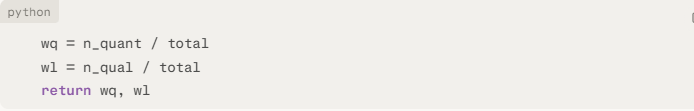 python
wq = n_quant / total
wl = n_qual / total
return wq, wl